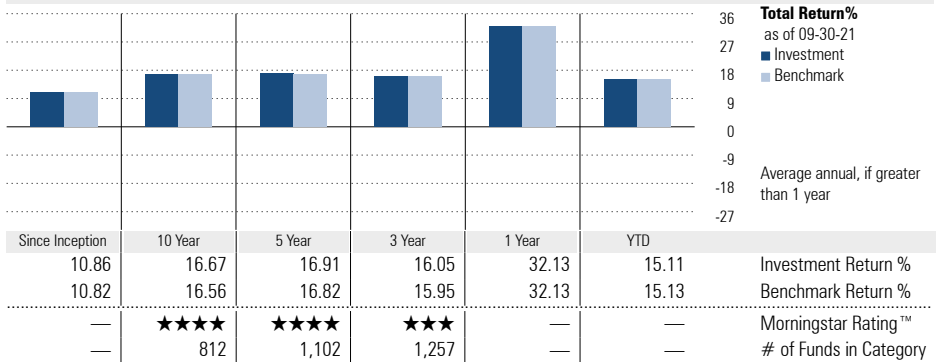 36
27
18
9
0
-9
-18
-27
Total Return%
as of 09-30-21
Investment
Benchmark
Average annual, if greater
than 1 year
Since Inception 10 Year 5 Year 3 Year 1 Year YTD
10.86 16.67 16.91 16.05 32.13 15.11 Investment Return %
10.82 16.56 16.82 15.95 32.13 15.13 Benchmark Return %
— ★★★★ ★★★★ ★★★ — — Morningstar Rating™
— 812 1,102 1,257 — — # of Funds in Category